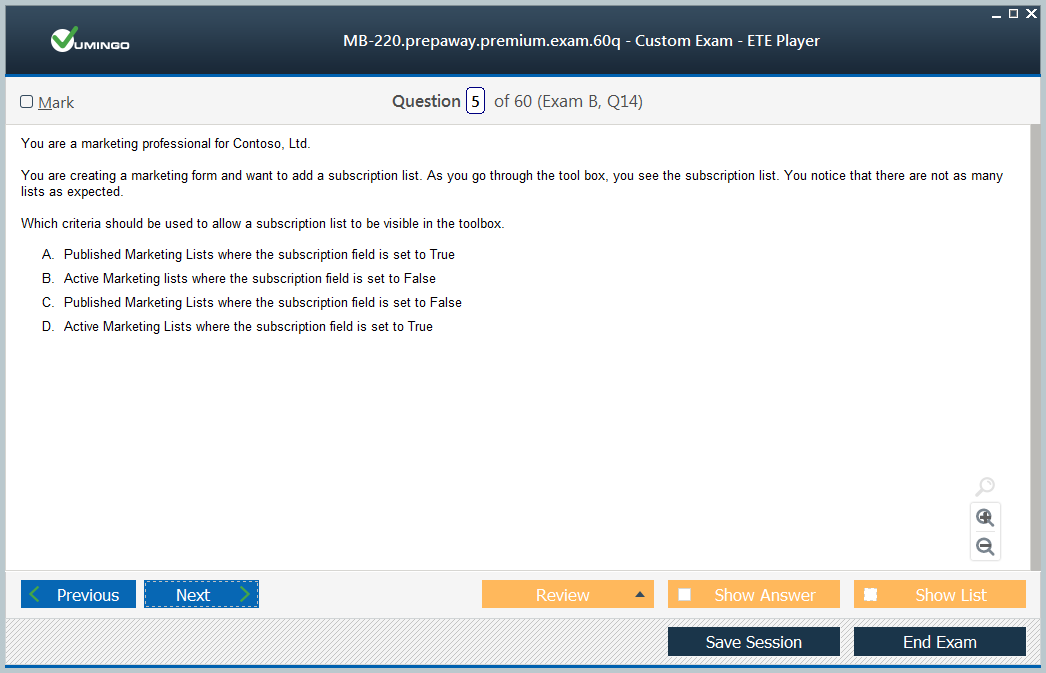 VUMINGO
MB-220.prepaway.premium.exam.60q - Custom Exam - ETE Player
Mark
Question 5 of 60 (Exam B, Q14)
You are a marketing professional for Contoso, Ltd.
You are creating a marketing form and want to add a subscription list. As you go through the tool box, you see the subscription list. You notice that there are not as many
lists as expected.
Which criteria should be used to allow a subscription list to be visible in the toolbox.
A. Published Marketing Lists where the subscription field is set to True
B. Active Marketing lists where the subscription field is set to False
C. Published Marketing Lists where the subscription field is set to False
D. Active Marketing Lists where the subscription field is set to True
Previous
Next
Review
Show Answer
Show List
Save Session
End Exam